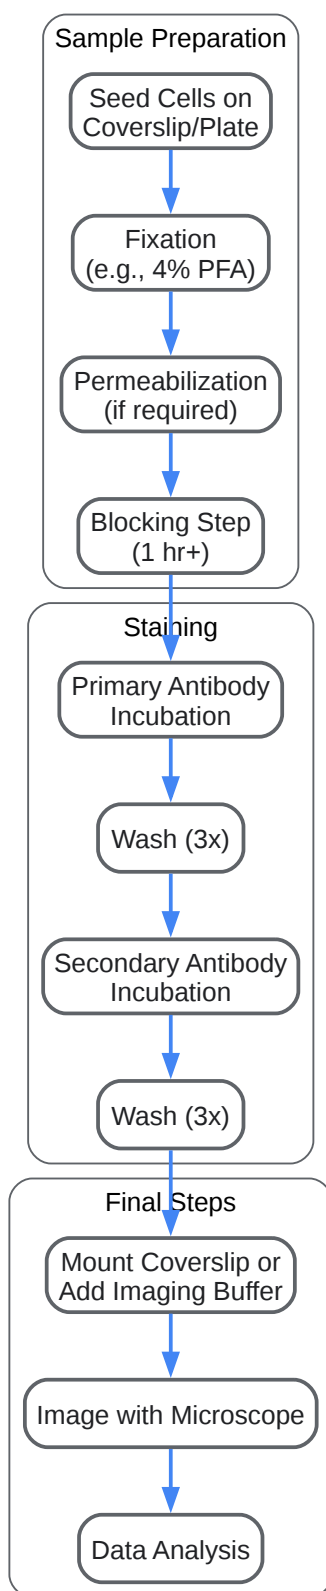 Sample Preparation
Seed Cells on
Coverslip/Plate
Fixation
(e.g., 4% PFA)
Permeabilization
(if required)
Blocking Step
(1 hr+)
Staining
Primary Antibody
Incubation
Wash (3x)
Secondary Antibody
Incubation
Wash (3x)
Final Steps
Mount Coverslip or
Add Imaging Buffer
Image with Microscope
Data Analysis